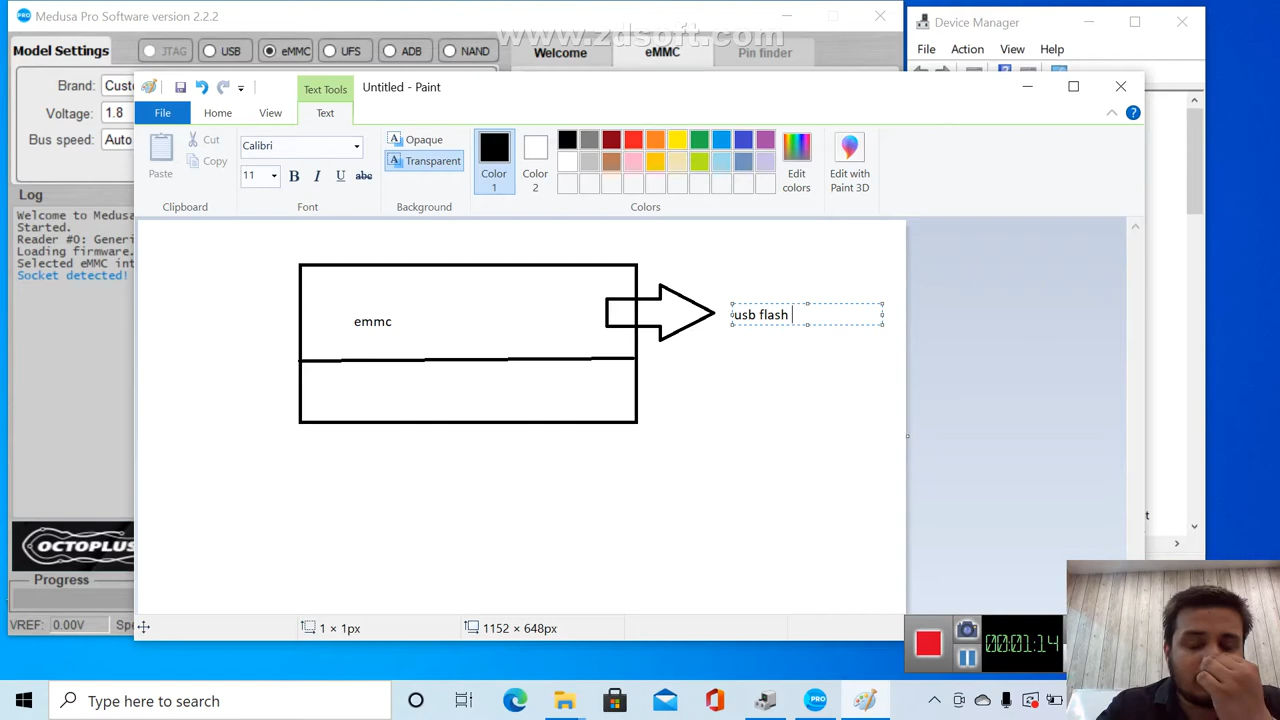 Medusa Pro Software version 2.2.2
www.zdsoft.com
Device Manager
Model Settings
JTAG
USB
eMMC
UFS
ADB
NAND
Welcome
eMMC
Pin finder
File Action View Help
Brand:
Voltage: 1.8
Bus speed: Auto
Log
Welcome to Medusa
Started.
Reader #0: Generi
Loading firmware.
Selected eMMC int
Socket detected!
OCTOPLUS
Progress
VREF: 0.00V
Text Tools
Untitled - Paint
File
Home
View
Text
Paste
Cut
Copy
Clipboard
Calibri
11
B I U abc
Font
Opaque
Transparent
Background
Color
1
Color
2
Edit
colors
Colors
Edit with
Paint 3D
emmc
usb flash
1 × 1px
1152 × 648px
00:01:14
Type here to search
PRO